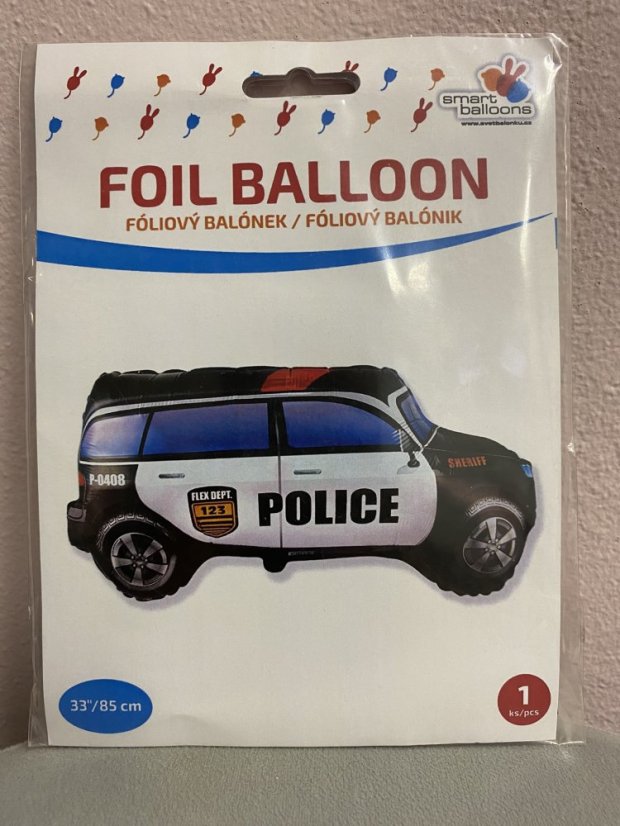 smart
balloons
www.svetbalonku.cz
FOIL BALLOON
FÓLIOVÝ BALÓNEK / FÓLIOVÝ BALÓNIK
SHERIFF
P-0408
FLEX DEPT.
123
POLICE
33"/85 cm
1
ks/pcs